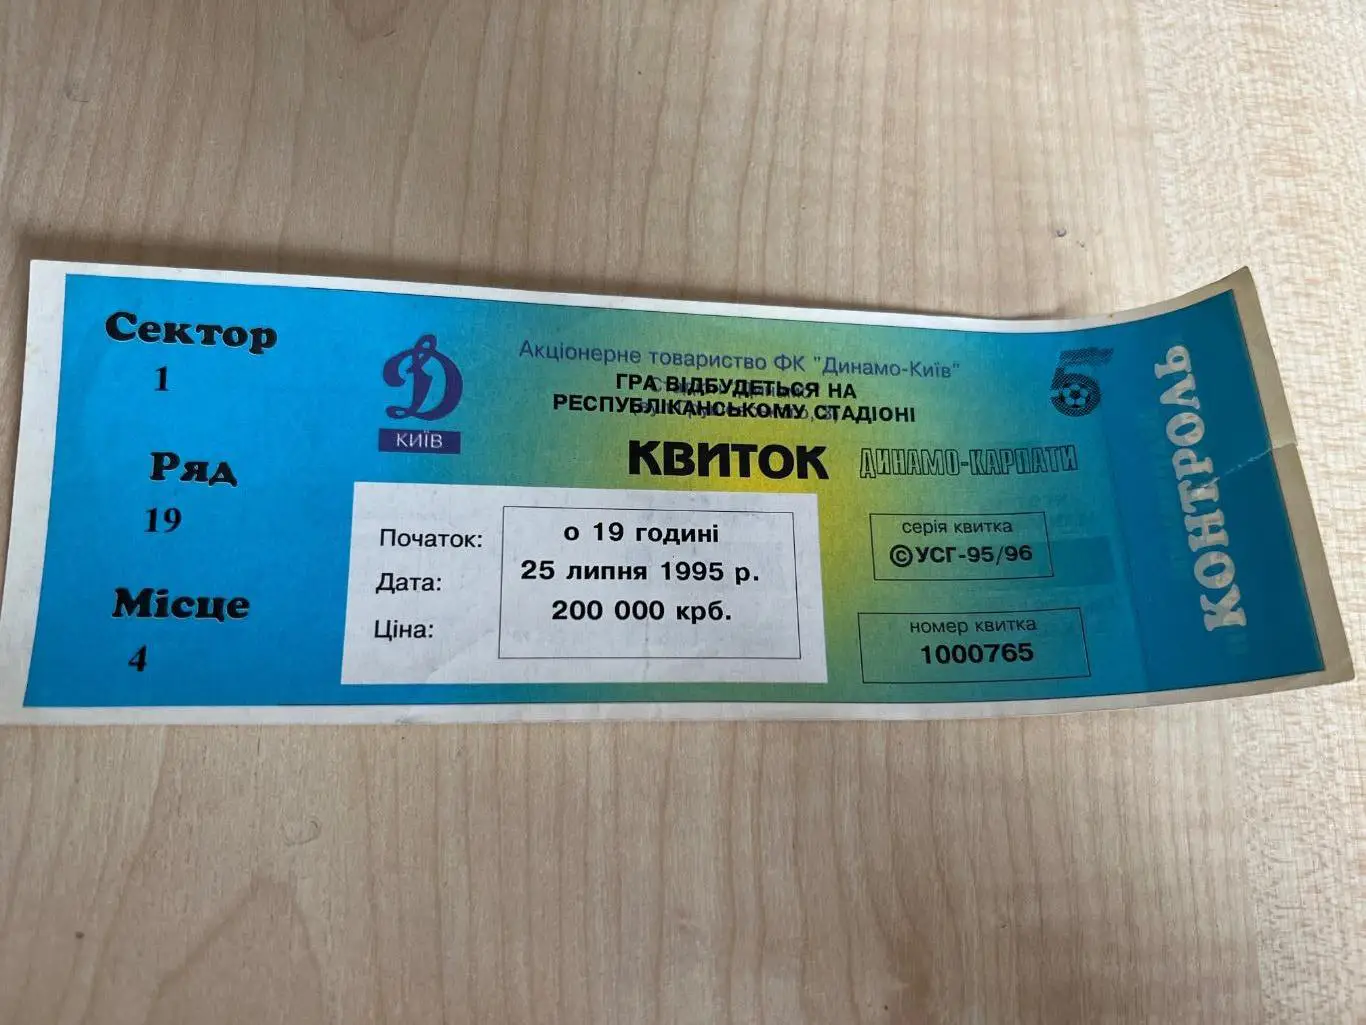 Сектор
1
Ряд
19
Місце
4
КИЇВ
Акціонерне товариство ФК "Динамо-Київ"
ГРА ВІДБУДЕТЬСЯ НА
РЕСПУБЛІКАНСЬКОМУ СТАДІОНІ
КВИТОК
ДИНАМО-КАРПАТИ
Початок: о 19 годині
Дата: 25 липня 1995 р.
Ціна: 200 000 крб.
серія квитка
©УСГ-95/96
номер квитка
1000765
5
КОНТРОЛЬ